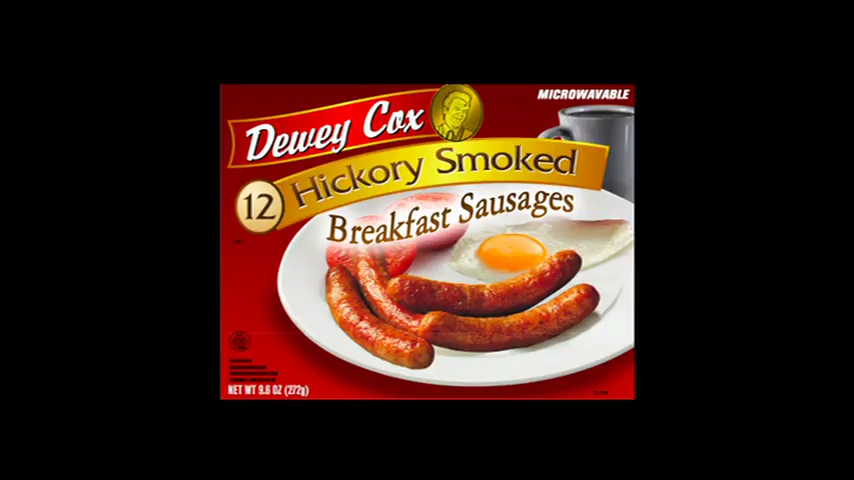 MICROWAVABLE
Dewey Cox
12
Hickory Smoked
Breakfast Sausages
NET WT 9.6 OZ (272g)